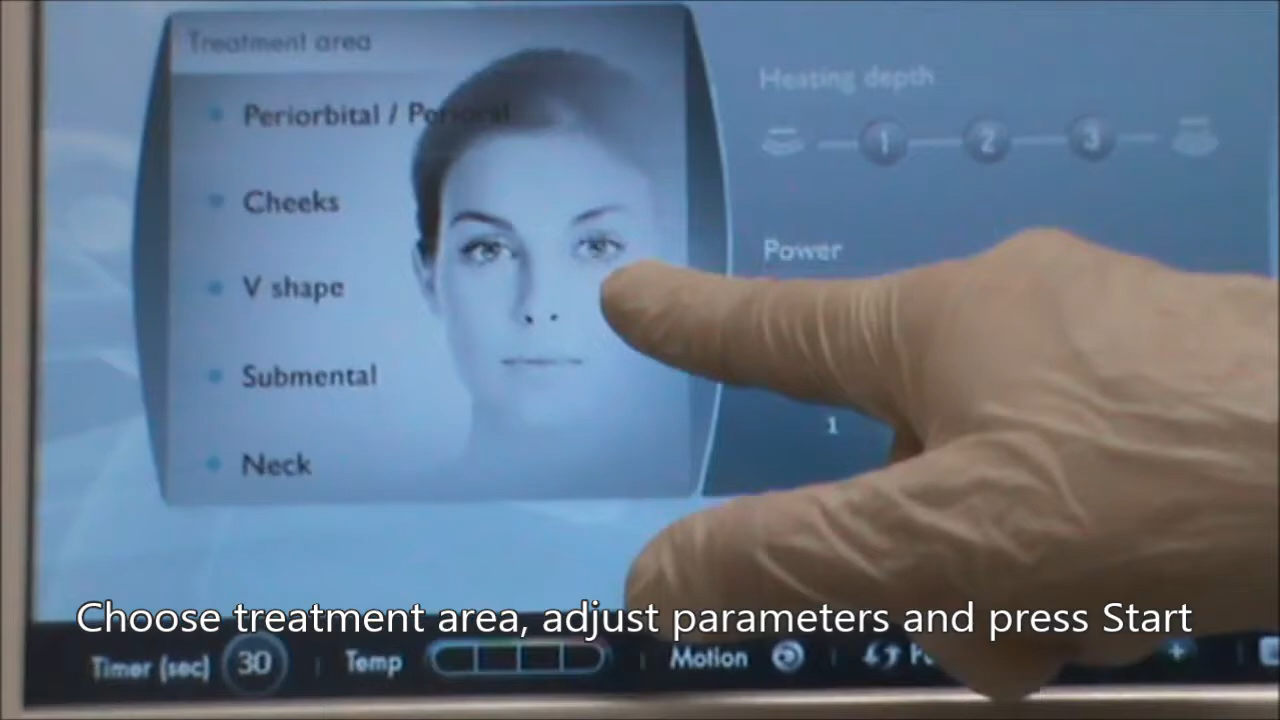 Treatment area
Periorbital / Perioral
Cheeks
V shape
Submental
Neck
Heating depth
1 2 3
Power
1
Choose treatment area, adjust parameters and press Start
Timer (sec) 30 Temp Motion
+